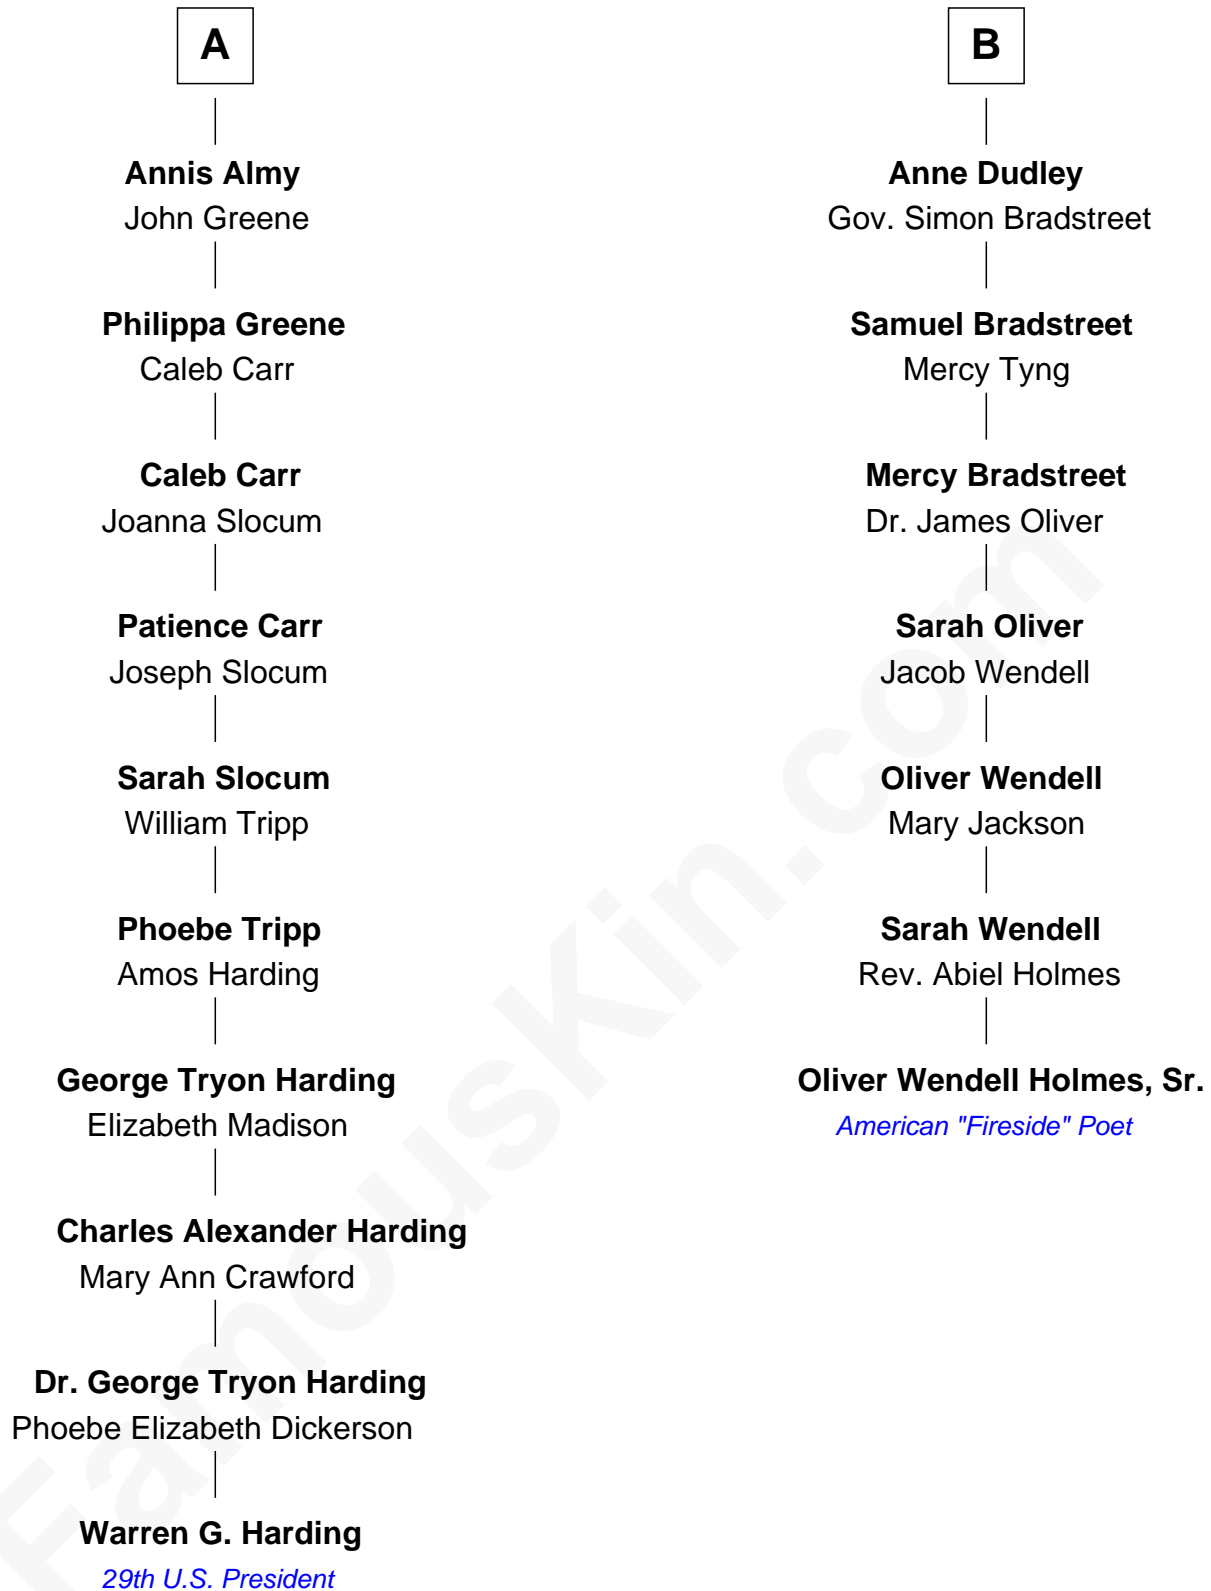 A
Annis Almy
John Greene
Philippa Greene
Caleb Carr
Caleb Carr
Joanna Slocum
Patience Carr
Joseph Slocum
Sarah Slocum
William Tripp
Phoebe Tripp
Amos Harding
George Tryon Harding
Elizabeth Madison
Charles Alexander Harding
Mary Ann Crawford
Dr. George Tryon Harding
Phoebe Elizabeth Dickerson
Warren G. Harding
29th U.S. President
B
Anne Dudley
Gov. Simon Bradstreet
Samuel Bradstreet
Mercy Tyng
Mercy Bradstreet
Dr. James Oliver
Sarah Oliver
Jacob Wendell
Oliver Wendell
Mary Jackson
Sarah Wendell
Rev. Abiel Holmes
Oliver Wendell Holmes, Sr.
American "Fireside" Poet
FamousKin.com